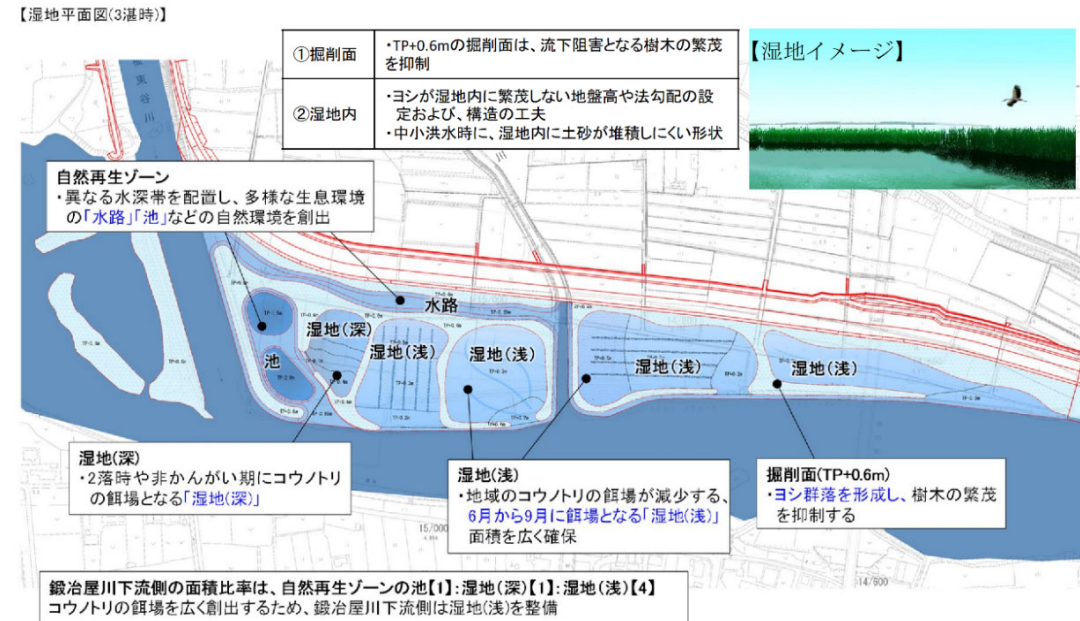 【湿地平面図(3湛時)】
①掘削面
・TP+0.6mの掘削面は、流下阻害となる樹木の繁茂
を抑制
②湿地内
・ヨシが湿地内に繁茂しない地盤高や法勾配の設
定および、構造の工夫
・中小洪水時に、湿地内に土砂が堆積しにくい形状
【湿地イメージ】
自然再生ゾーン
・異なる水深帯を配置し、多様な生息環境
の「水路」「池」などの自然環境を創出
水路
湿地(深)
湿地(浅)
湿地(浅)
湿地(浅)
湿地(浅)
池
湿地(深)
・2落時や非かんがい期にコウノトリ
の餌場となる「湿地(深)」
湿地(浅)
・地域のコウノトリの餌場が減少する、
6月から9月に餌場となる「湿地(浅)」
面積を広く確保
掘削面(TP+0.6m)
・ヨシ群落を形成し、樹木の繁茂
を抑制する
15/000
14/600
鍛冶屋川下流側の面積比率は、自然再生ゾーンの池【1】:湿地(深)【1】:湿地(浅)【4】
コウノトリの餌場を広く創出するため、鍛冶屋川下流側は湿地(浅)を整備